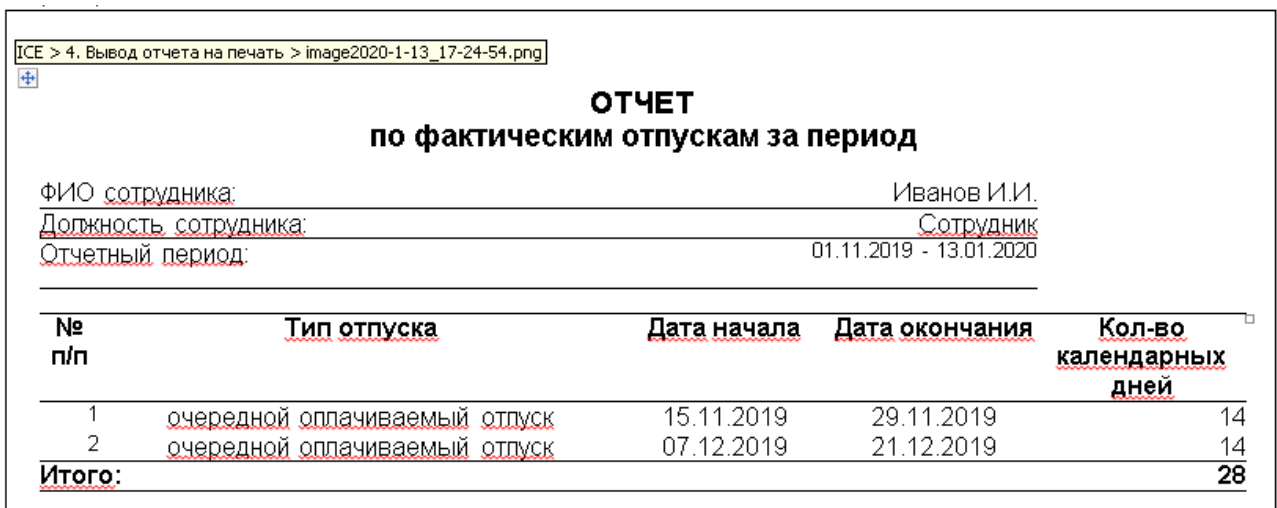 ICE > 4. Вывод отчета на печать > image2020-1-13_17-24-54.png
ОТЧЕТ
по фактическим отпускам за период
ФИО сотрудника: Иванов И.И.
Должность сотрудника: Сотрудник
Отчетный период: 01.11.2019 - 13.01.2020
№ п/п Тип отпуска Дата начала Дата окончания Кол-во календарных дней
1 очередной оплачиваемый отпуск 15.11.2019 29.11.2019 14
2 очередной оплачиваемый отпуск 07.12.2019 21.12.2019 14
Итого: 28